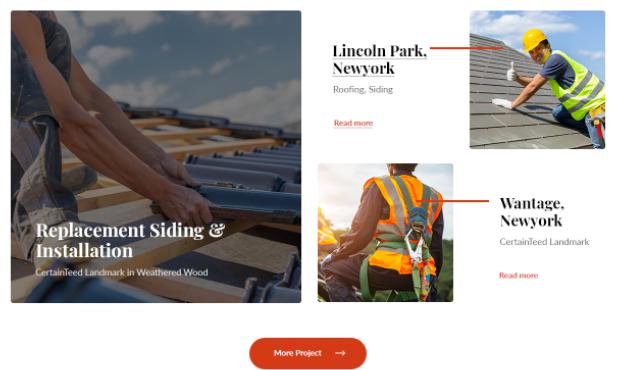 Replacement Siding &
Installation
CertainTeed Landmark in Weathered Wood
Lincoln Park,
Newyork
Roofing, Siding
Read more
Wantage,
Newyork
CertainTeed Landmark
Read more
More Project